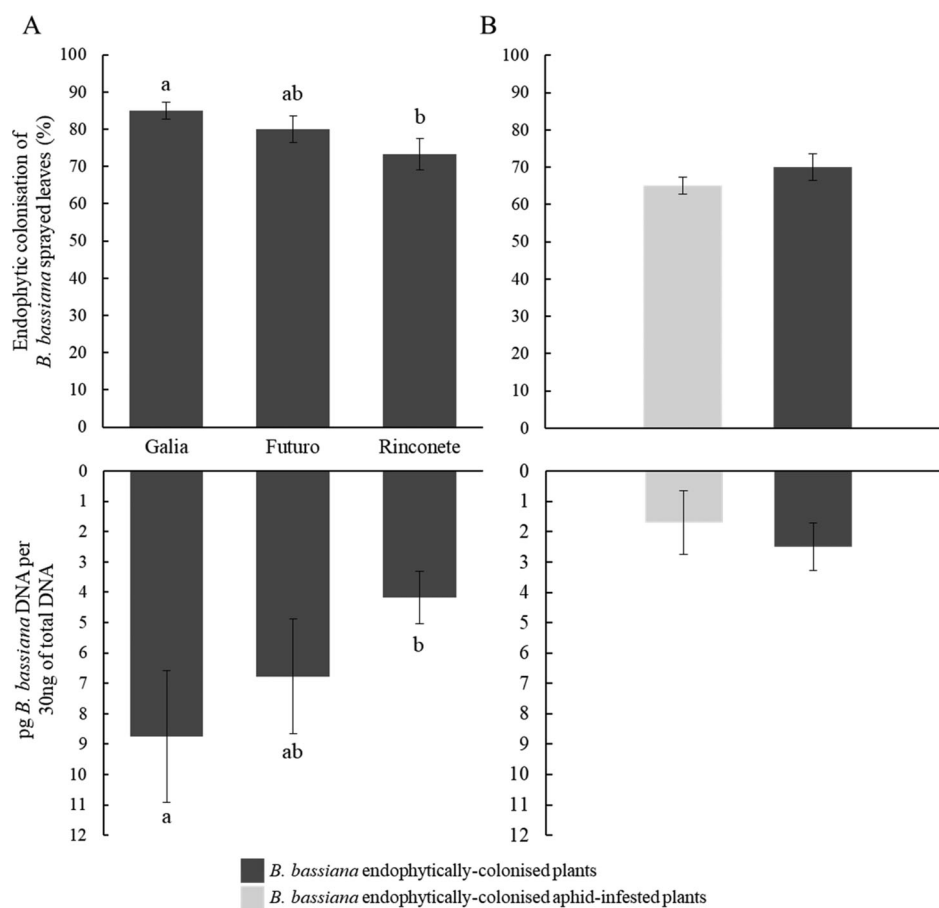 A
B
Endophytic colonisation of
B. bassiana sprayed leaves (%)
100
90
80
70
60
50
40
30
20
10
0
a
ab
b
Galia
Futuro
Rinconete
100
90
80
70
60
50
40
30
20
10
0
pg B. bassiana DNA per
30ng of total DNA
0
1
2
3
4
5
6
7
8
9
10
11
12
a
ab
b
0
1
2
3
4
5
6
7
8
9
10
11
12
B. bassiana endophytically-colonised plants
B. bassiana endophytically-colonised aphid-infested plants